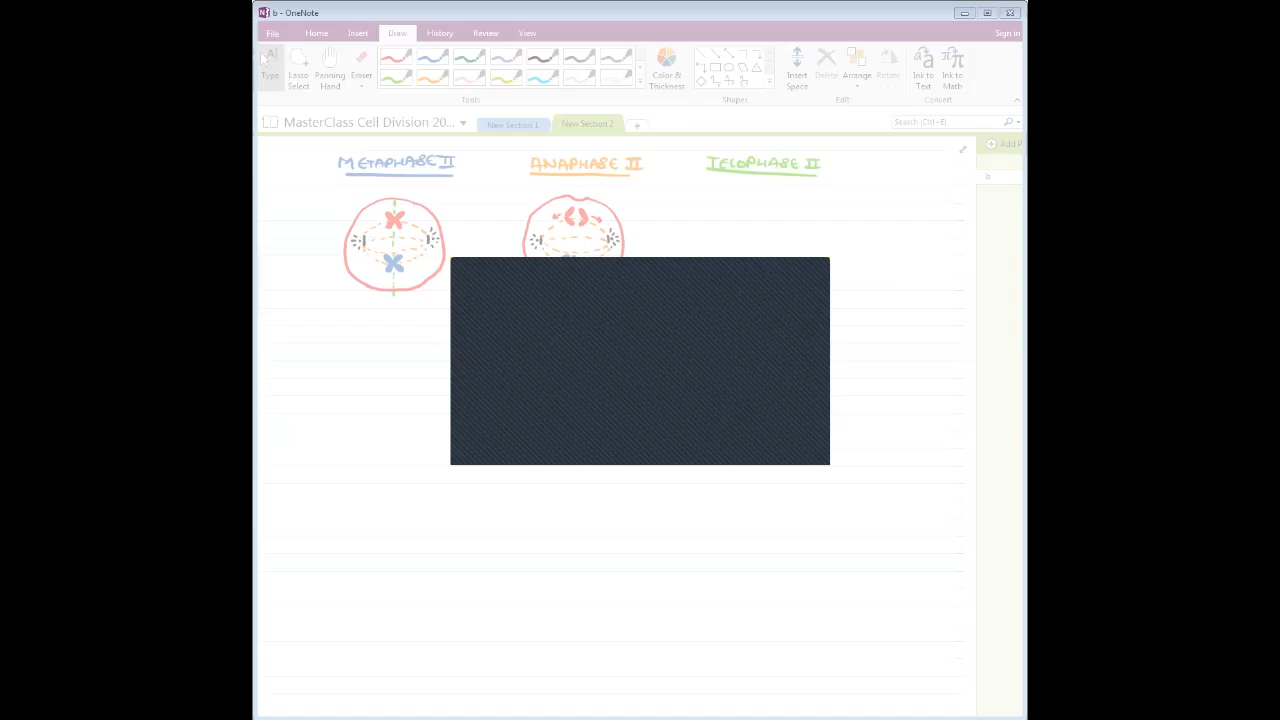 b - OneNote
File Home Insert Draw History Review View Sign in
Type Lasso Select Panning Hand Eraser Color & Thickness Insert Space Delete Arrange Rotate Ink to Text Ink to Math
Tools Shapes Edit Convert
MasterClass Cell Division 20... New Section 1 New Section 2 + Search (Ctrl+E)
Add P
b
METAPHASE II ANAPHASE II TELOPHASE II